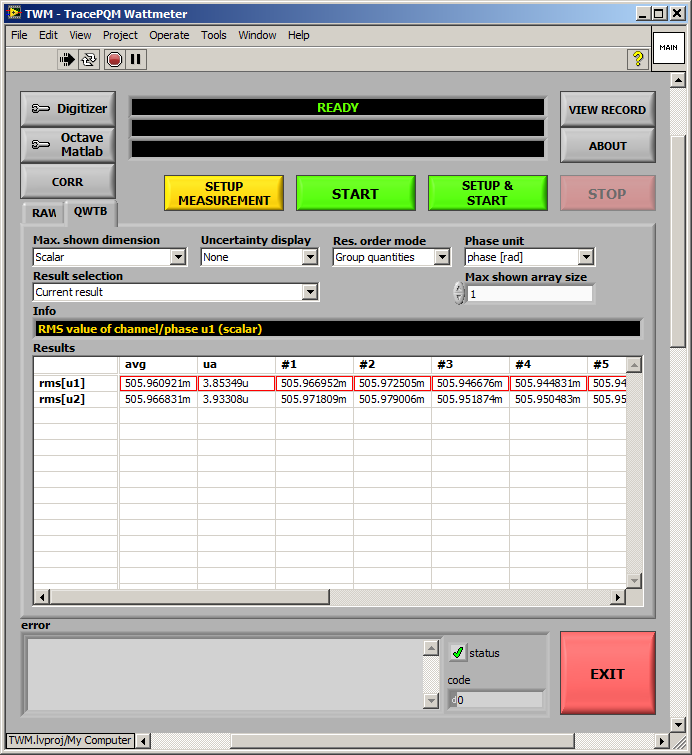 TWM - TracePQM Wattmeter
File Edit View Project Operate Tools Window Help
MAIN
?
Digitizer
READY
VIEW RECORD
Octave
Matlab
ABOUT
CORR
SETUP
MEASUREMENT
START
SETUP &
START
STOP
RAW QWTB
Max. shown dimension Uncertainty display Res. order mode Phase unit
Scalar None Group quantities phase [rad]
Result selection Max shown array size
Current result 1
Info
RMS value of channel/phase u1 (scalar)
Results
avg ua #1 #2 #3 #4 #5
rms[u1] 505.960921m 3.85349u 505.966952m 505.972505m 505.946676m 505.944831m 505.94
rms[u2] 505.966831m 3.93308u 505.971809m 505.979006m 505.951874m 505.950483m 505.95
error
status
code
0
EXIT
TWM.lvproj/My Computer